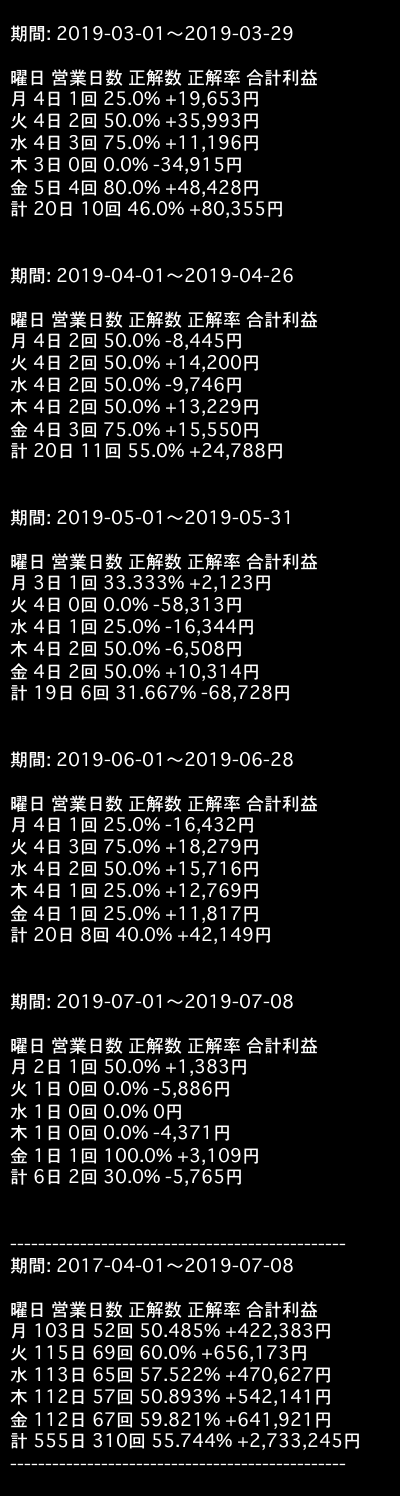 期間: 2019-03-01〜2019-03-29
曜日 営業日数 正解数 正解率 合計利益
月 4日 1回 25.0% +19,653円
火 4日 2回 50.0% +35,993円
水 4日 3回 75.0% +11,196円
木 3日 0回 0.0% -34,915円
金 5日 4回 80.0% +48,428円
計 20日 10回 46.0% +80,355円
期間: 2019-04-01〜2019-04-26
曜日 営業日数 正解数 正解率 合計利益
月 4日 2回 50.0% -8,445円
火 4日 2回 50.0% +14,200円
水 4日 2回 50.0% -9,746円
木 4日 2回 50.0% +13,229円
金 4日 3回 75.0% +15,550円
計 20日 11回 55.0% +24,788円
期間: 2019-05-01〜2019-05-31
曜日 営業日数 正解数 正解率 合計利益
月 3日 1回 33.333% +2,123円
火 4日 0回 0.0% -58,313円
水 4日 1回 25.0% -16,344円
木 4日 2回 50.0% -6,508円
金 4日 2回 50.0% +10,314円
計 19日 6回 31.667% -68,728円
期間: 2019-06-01〜2019-06-28
曜日 営業日数 正解数 正解率 合計利益
月 4日 1回 25.0% -16,432円
火 4日 3回 75.0% +18,279円
水 4日 2回 50.0% +15,716円
木 4日 1回 25.0% +12,769円
金 4日 1回 25.0% +11,817円
計 20日 8回 40.0% +42,149円
期間: 2019-07-01〜2019-07-08
曜日 営業日数 正解数 正解率 合計利益
月 2日 1回 50.0% +1,383円
火 1日 0回 0.0% -5,886円
水 1日 0回 0.0% 0円
木 1日 0回 0.0% -4,371円
金 1日 1回 100.0% +3,109円
計 6日 2回 30.0% -5,765円
------------------------------------------------
期間: 2017-04-01〜2019-07-08
曜日 営業日数 正解数 正解率 合計利益
月 103日 52回 50.485% +422,383円
火 115日 69回 60.0% +656,173円
水 113日 65回 57.522% +470,627円
木 112日 57回 50.893% +542,141円
金 112日 67回 59.821% +641,921円
計 555日 310回 55.744% +2,733,245円
------------------------------------------------